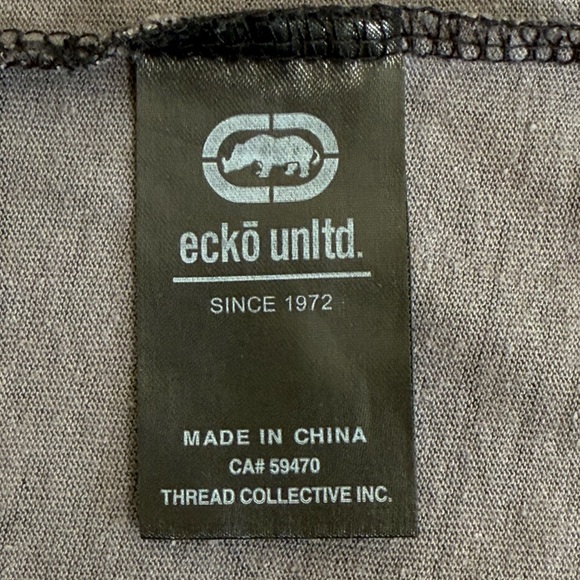 eckō unltd.
SINCE 1972
MADE IN CHINA
CA# 59470
THREAD COLLECTIVE INC.